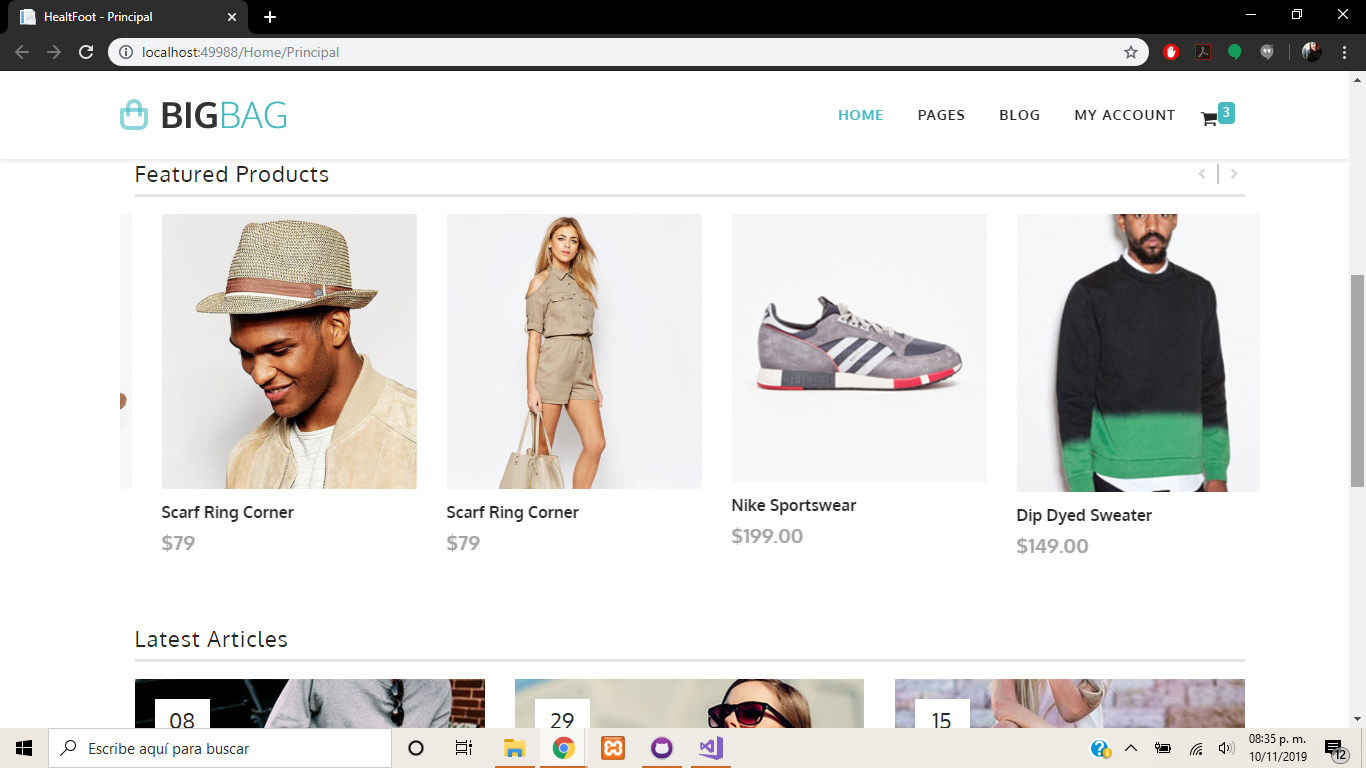 HealtFoot - Principal
localhost:49988/Home/Principal
BIGBAG
HOME PAGES BLOG MY ACCOUNT 3
Featured Products
Scarf Ring Corner
$79
Scarf Ring Corner
$79
Nike Sportswear
$199.00
Dip Dyed Sweater
$149.00
Latest Articles
08
29
15
Escribe aquí para buscar
08:35 p. m.
10/11/2019
12